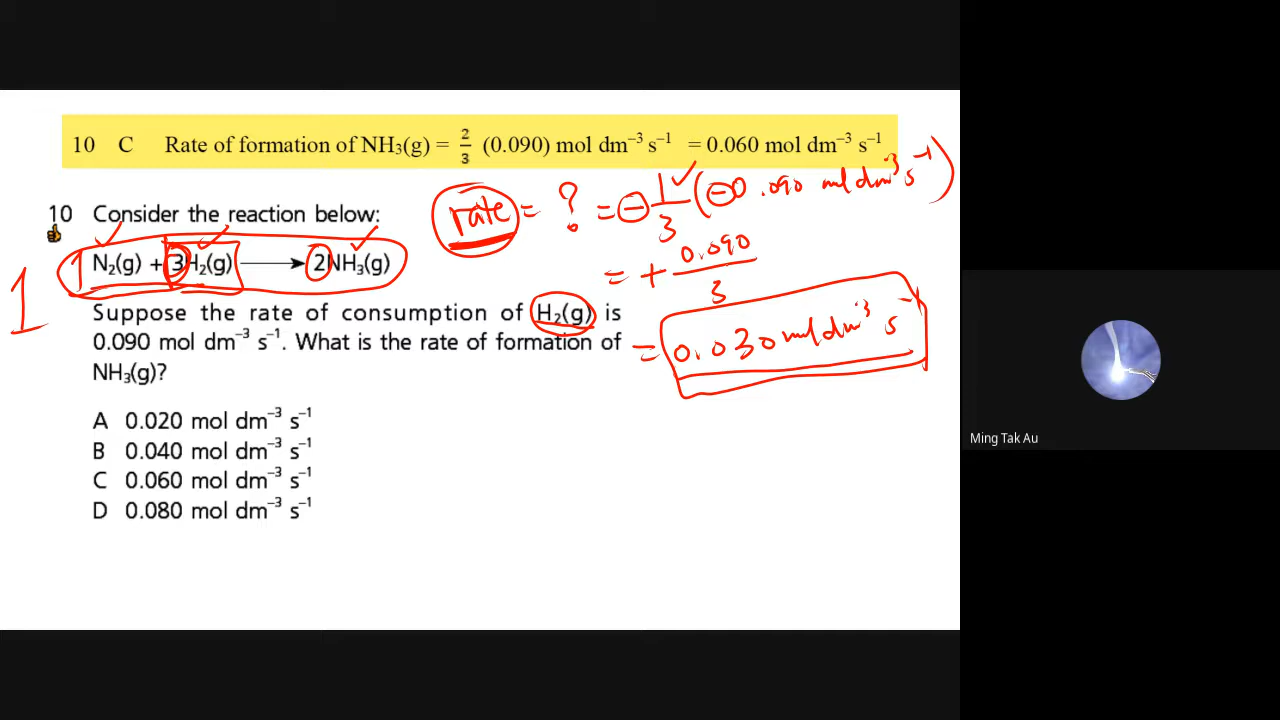 10 C Rate of formation of NH₃(g) = 2/3 (0.090) mol dm⁻³ s⁻¹ = 0.060 mol dm⁻³ s⁻¹
rate = ? = ⊖ 1/3 (⊖0.090 mol dm⁻³ s⁻¹)
= + 0.090/3
= 0.030 mol dm⁻³ s⁻¹
10 Consider the reaction below:
1 N₂(g) + 3H₂(g) ⟶ 2NH₃(g)
1
Suppose the rate of consumption of H₂(g) is
0.090 mol dm⁻³ s⁻¹. What is the rate of formation of
NH₃(g)?
A 0.020 mol dm⁻³ s⁻¹
B 0.040 mol dm⁻³ s⁻¹
C 0.060 mol dm⁻³ s⁻¹
D 0.080 mol dm⁻³ s⁻¹
Ming Tak Au